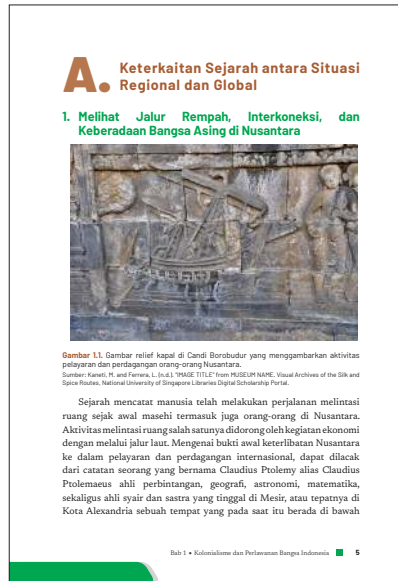 A. Keterkaitan Sejarah antara Situasi
Regional dan Global
1. Melihat Jalur Rempah, Interkoneksi, dan
Keberadaan Bangsa Asing di Nusantara
Gambar 1.1. Gambar relief kapal di Candi Borobudur yang menggambarkan aktivitas
pelayaran dan perdagangan orang-orang Nusantara.
Sumber: Kaneti, M. and Ferrera, L. (n.d.). "IMAGE TITLE" from MUSEUM NAME. Visual Archives of the Silk and
Spice Routes, National University of Singapore Libraries Digital Scholarship Portal.
Sejarah mencatat manusia telah melakukan perjalanan melintasi
ruang sejak awal masehi termasuk juga orang-orang di Nusantara.
Aktivitas melintasi ruang salah satunya didorong oleh kegiatan ekonomi
dengan melalui jalur laut. Mengenai bukti awal keterlibatan Nusantara
ke dalam pelayaran dan perdagangan internasional, dapat dilacak
dari catatan seorang yang bernama Claudius Ptolemy alias Claudius
Ptolemaeus ahli perbintangan, geografi, astronomi, matematika,
sekaligus ahli syair dan sastra yang tinggal di Mesir, atau tepatnya di
Kota Alexandria sebuah tempat yang pada saat itu berada di bawah
Bab 1 • Kolonialisme dan Perlawanan Bangsa Indonesia 5